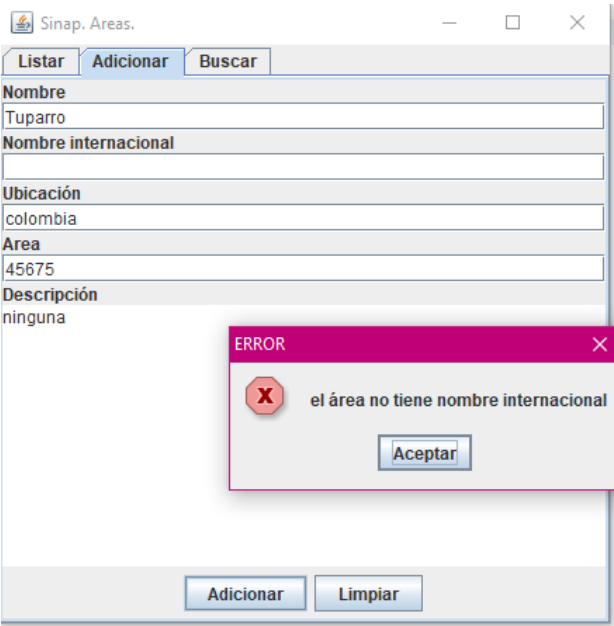 Sinap. Areas.
Listar Adicionar Buscar
Nombre
Tuparro
Nombre internacional
Ubicación
colombia
Area
45675
Descripción
ninguna
ERROR
el área no tiene nombre internacional
Aceptar
Adicionar Limpiar